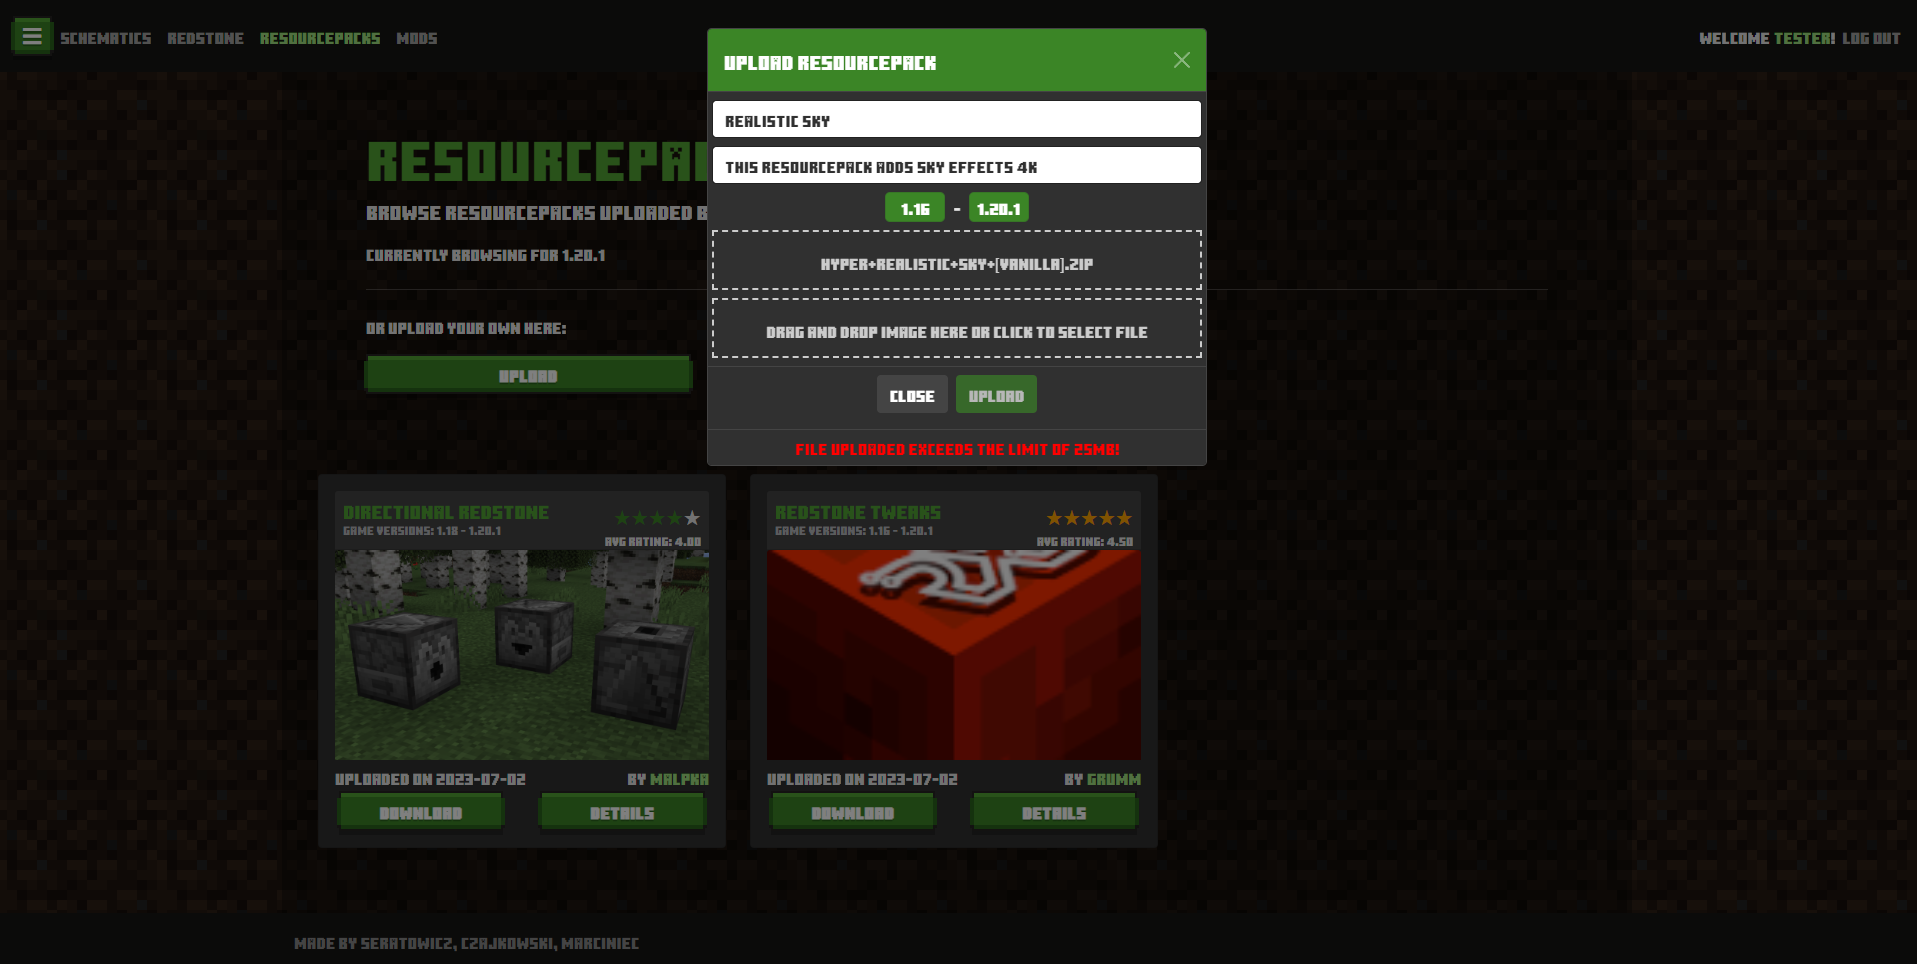 SCHEMATICS REDSTONE RESOURCEPACKS MODS
WELCOME TESTER! LOG OUT
UPLOAD RESOURCEPACK
REALISTIC SKY
THIS RESOURCEPACK ADDS SKY EFFECTS 4K
1.16 - 1.20.1
HYPER+REALISTIC+SKY+[VANILLA].ZIP
DRAG AND DROP IMAGE HERE OR CLICK TO SELECT FILE
CLOSE UPLOAD
FILE UPLOADED EXCEEDS THE LIMIT OF 25MB!
BROWSE RESOURCEPACKS UPLOADED
CURRENTLY BROWSING FOR 1.20.1
OR UPLOAD YOUR OWN HERE:
UPLOAD
DIRECTIONAL REDSTONE
GAME VERSIONS: 1.18 - 1.20.1
AVG RATING: 4.00
UPLOADED ON 2023-07-02
BY MALPKA
DOWNLOAD DETAILS
REDSTONE TWEAKS
GAME VERSIONS: 1.16 - 1.20.1
AVG RATING: 4.50
UPLOADED ON 2023-07-02
BY GRUMM
DOWNLOAD DETAILS
MADE BY SERATOWICZ, CZAJKOWSKI, MARCINIEC